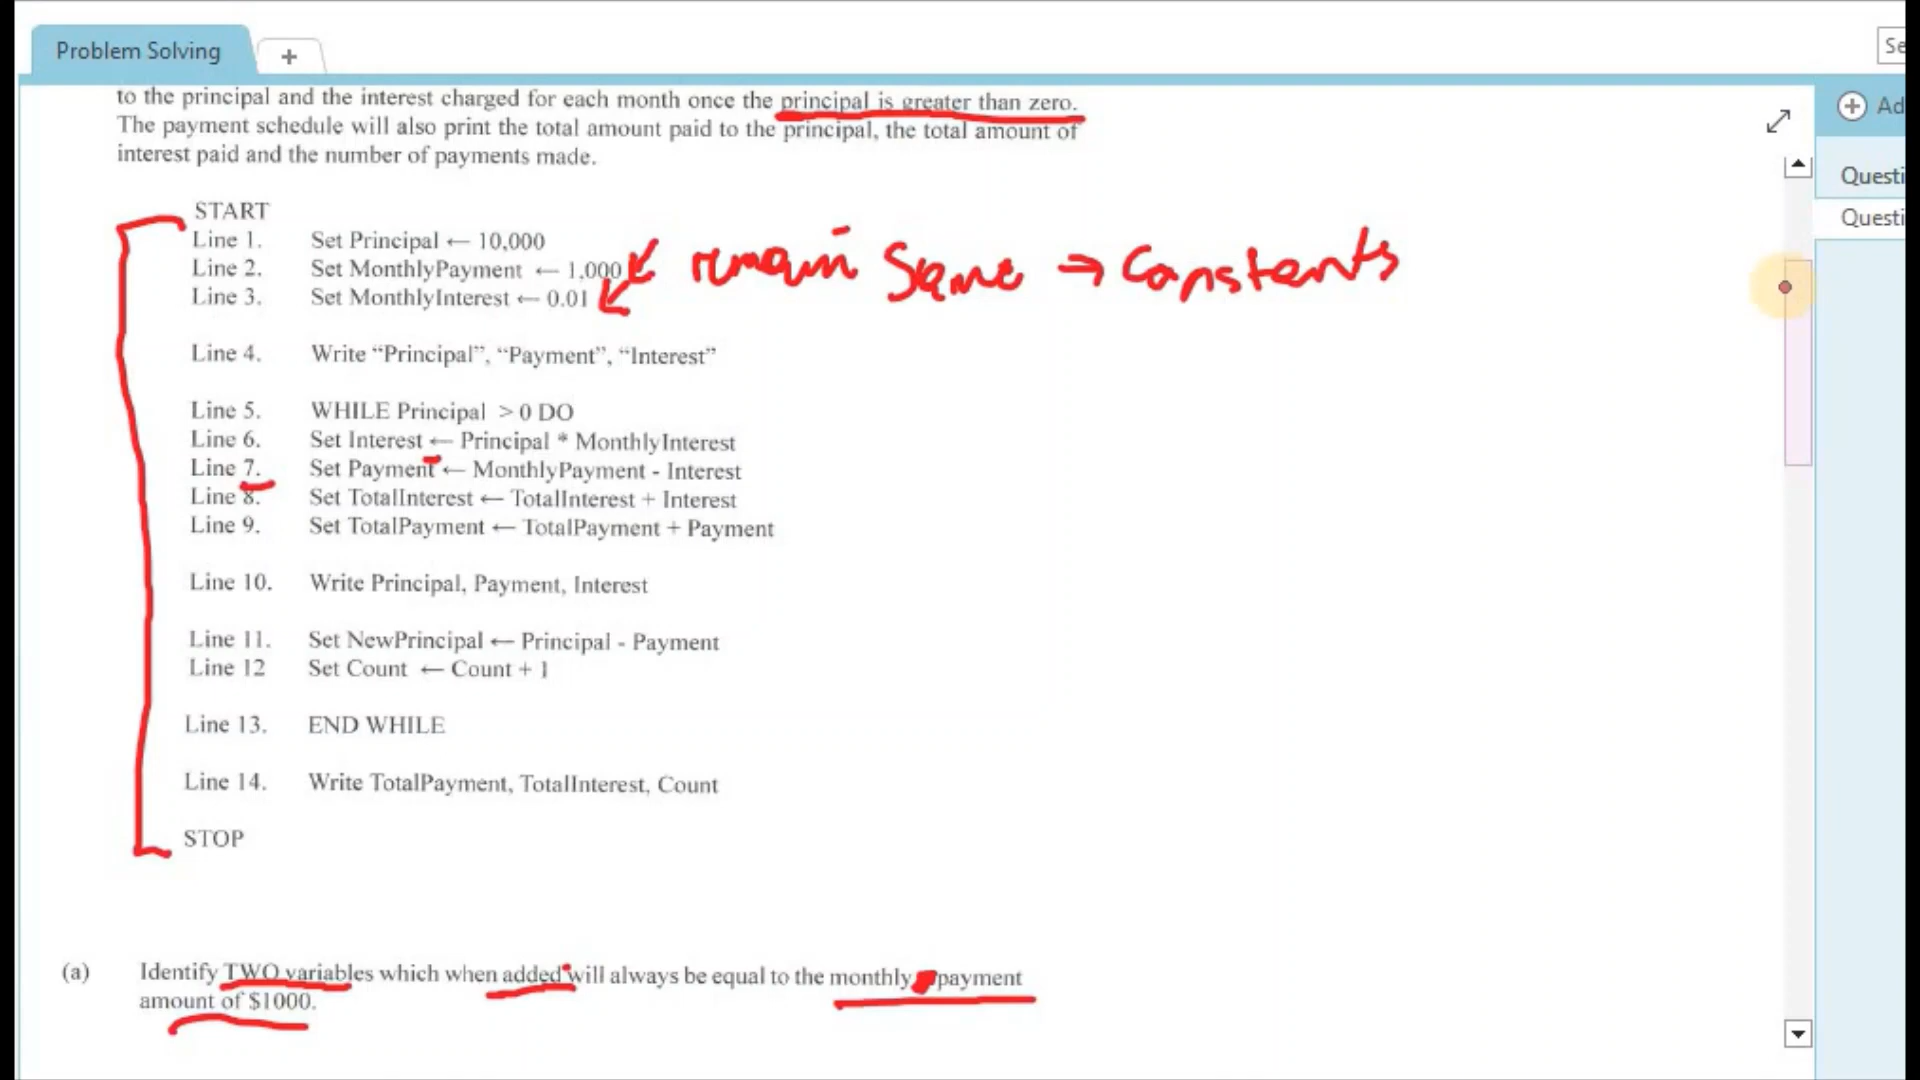 Problem Solving
+
Se
to the principal and the interest charged for each month once the principal is greater than zero.
The payment schedule will also print the total amount paid to the principal, the total amount of
interest paid and the number of payments made.
Ad
Questi
Questi
START
Line 1. Set Principal ← 10,000
Line 2. Set MonthlyPayment ← 1,000
Line 3. Set MonthlyInterest ← 0.01
remain Same → Constants
Line 4. Write “Principal”, “Payment”, “Interest”
Line 5. WHILE Principal > 0 DO
Line 6. Set Interest ← Principal * MonthlyInterest
Line 7. Set Payment ← MonthlyPayment - Interest
Line 8. Set TotalInterest ← TotalInterest + Interest
Line 9. Set TotalPayment ← TotalPayment + Payment
Line 10. Write Principal, Payment, Interest
Line 11. Set NewPrincipal ← Principal - Payment
Line 12 Set Count ← Count + 1
Line 13. END WHILE
Line 14. Write TotalPayment, TotalInterest, Count
STOP
(a) Identify TWO variables which when added will always be equal to the monthly payment
amount of $1000.